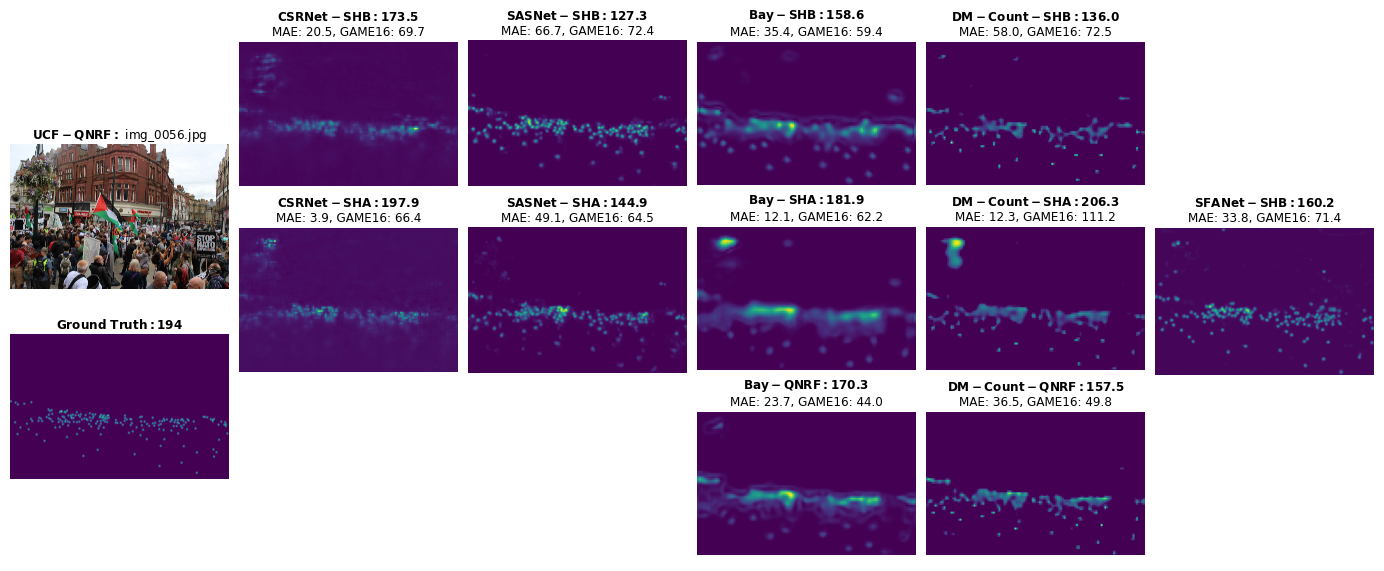 CSRNet − SHB: 173.5
MAE: 20.5, GAME16: 69.7
SASNet − SHB: 127.3
MAE: 66.7, GAME16: 72.4
Bay − SHB: 158.6
MAE: 35.4, GAME16: 59.4
DM − Count − SHB: 136.0
MAE: 58.0, GAME16: 72.5
UCF − QNRF: img_0056.jpg
STOP
CSRNet − SHA: 197.9
MAE: 3.9, GAME16: 66.4
SASNet − SHA: 144.9
MAE: 49.1, GAME16: 64.5
Bay − SHA: 181.9
MAE: 12.1, GAME16: 62.2
DM − Count − SHA: 206.3
MAE: 12.3, GAME16: 111.2
SFANet − SHB: 160.2
MAE: 33.8, GAME16: 71.4
Ground Truth: 194
Bay − QNRF: 170.3
MAE: 23.7, GAME16: 44.0
DM − Count − QNRF: 157.5
MAE: 36.5, GAME16: 49.8